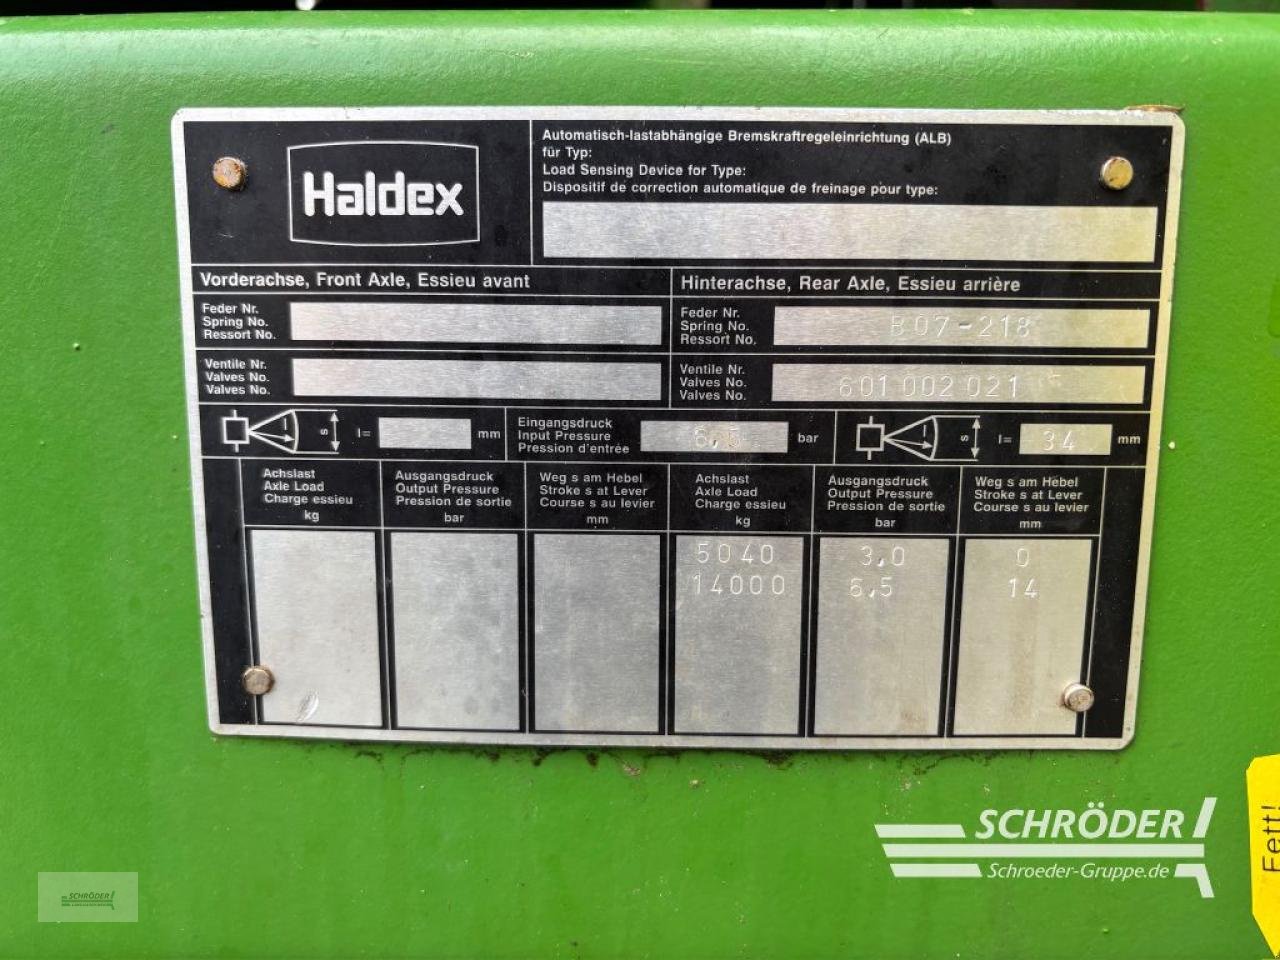 Haldex
Automatisch-lastabhängige Bremskraftregeleinrichtung (ALB)
für Typ:
Load Sensing Device for Type:
Dispositif de correction automatique de freinage pour type:
Vorderachse, Front Axle, Essieu avant
Hinterachse, Rear Axle, Essieu arrière
Feder Nr.
Spring No.
Ressort No.
Feder Nr.
Spring No.
Ressort No.
B07-218
Ventile Nr.
Valves No.
Valves No.
Ventile Nr.
Valves No.
Valves No.
601 002 021
s
l=
mm
Eingangsdruck
Input Pressure
Pression d'entrée
6,5
bar
s
l=
34
mm
Achslast
Axle Load
Charge essieu
kg
Ausgangsdruck
Output Pressure
Pression de sortie
bar
Weg s am Hebel
Stroke s at Lever
Course s au levier
mm
Achslast
Axle Load
Charge essieu
kg
Ausgangsdruck
Output Pressure
Pression de sortie
bar
Weg s am Hebel
Stroke s at Lever
Course s au levier
mm
5040 3,0 0
14000 6,5 14
SCHRÖDER
Schroeder-Gruppe.de
Fett!
SCHRÖDER